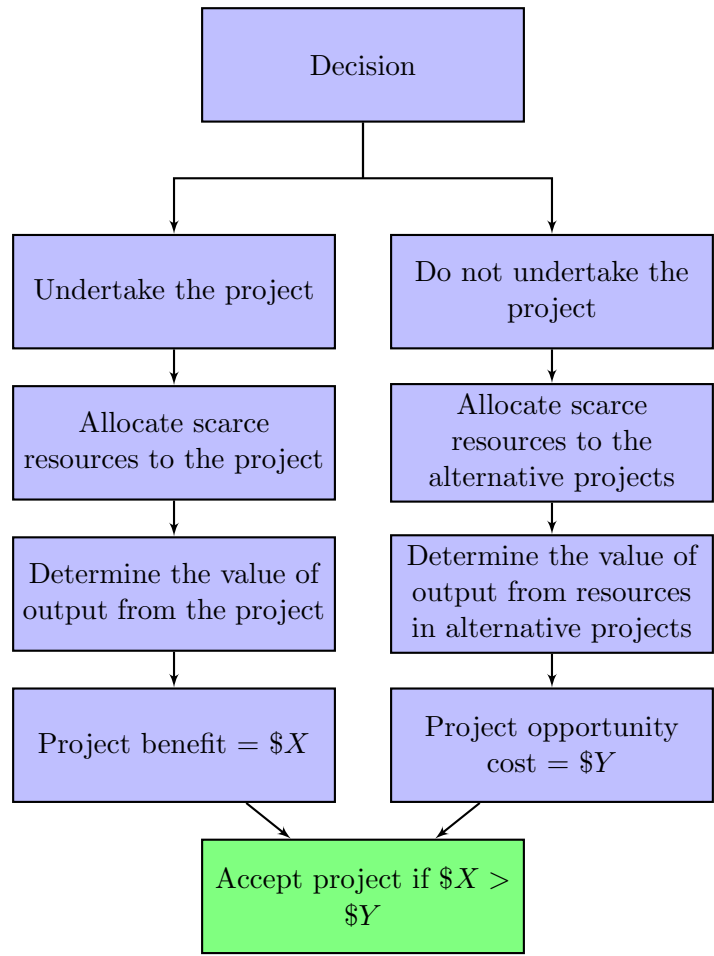 Decision
Undertake the project
Do not undertake the
project
Allocate scarce
resources to the project
Allocate scarce
resources to the
alternative projects
Determine the value of
output from the project
Determine the value of
output from resources
in alternative projects
Project benefit = $X
Project opportunity
cost = $Y
Accept project if $X >
$Y